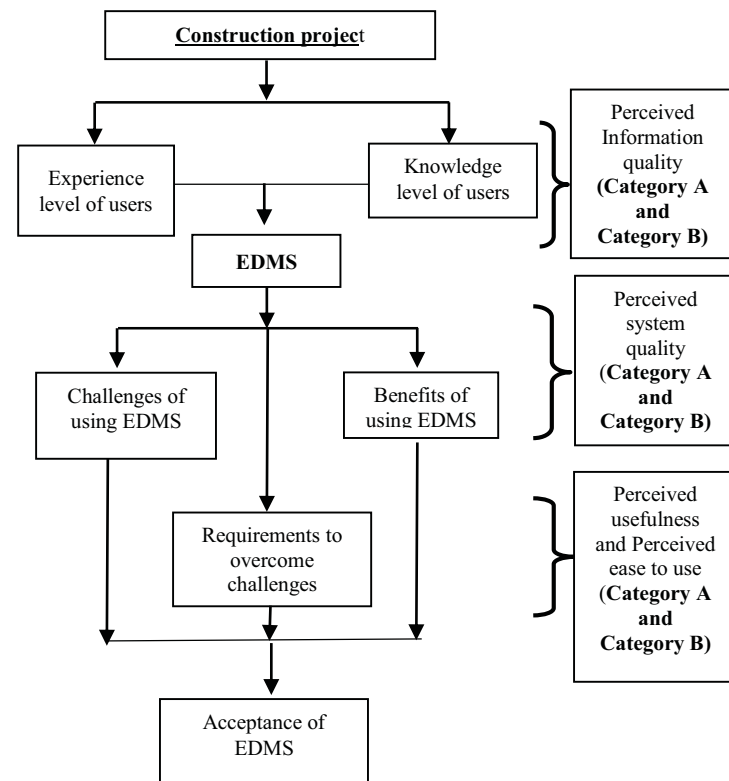 Construction project
Experience
level of users
Knowledge
level of users
Perceived
Information
quality
(Category A
and
Category B)
EDMS
Challenges of
using EDMS
Benefits of
using EDMS
Perceived
system
quality
(Category A
and
Category B)
Requirements to
overcome
challenges
Perceived
usefulness
and Perceived
ease to use
(Category A
and
Category B)
Acceptance of
EDMS